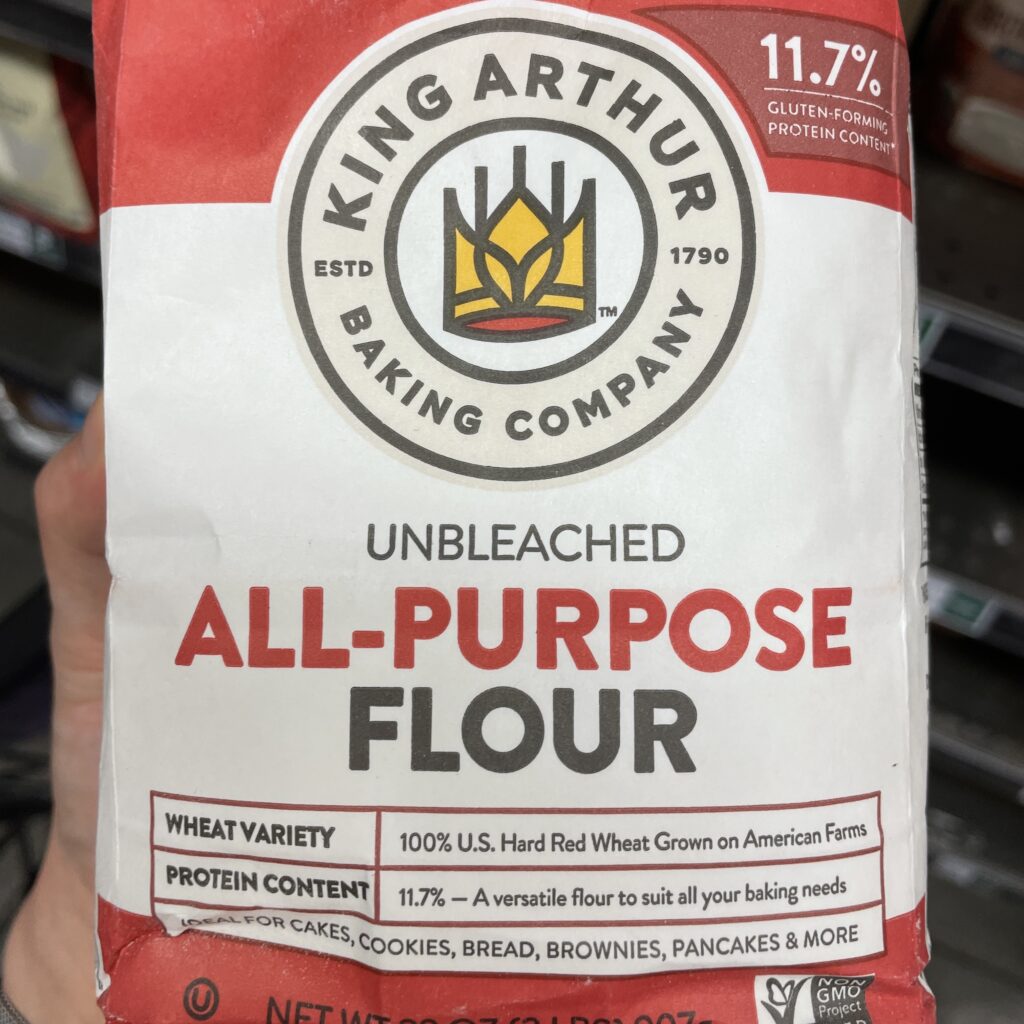 KING ARTHUR
11.7%
GLUTEN-FORMING
PROTEIN CONTENT*
ESTD 1790
™
BAKING COMPANY
UNBLEACHED
ALL-PURPOSE
FLOUR
WHEAT VARIETY 100% U.S. Hard Red Wheat Grown on American Farms
PROTEIN CONTENT 11.7% — A versatile flour to suit all your baking needs
IDEAL FOR CAKES, COOKIES, BREAD, BROWNIES, PANCAKES & MORE
U
NON
GMO
Project
NET WT